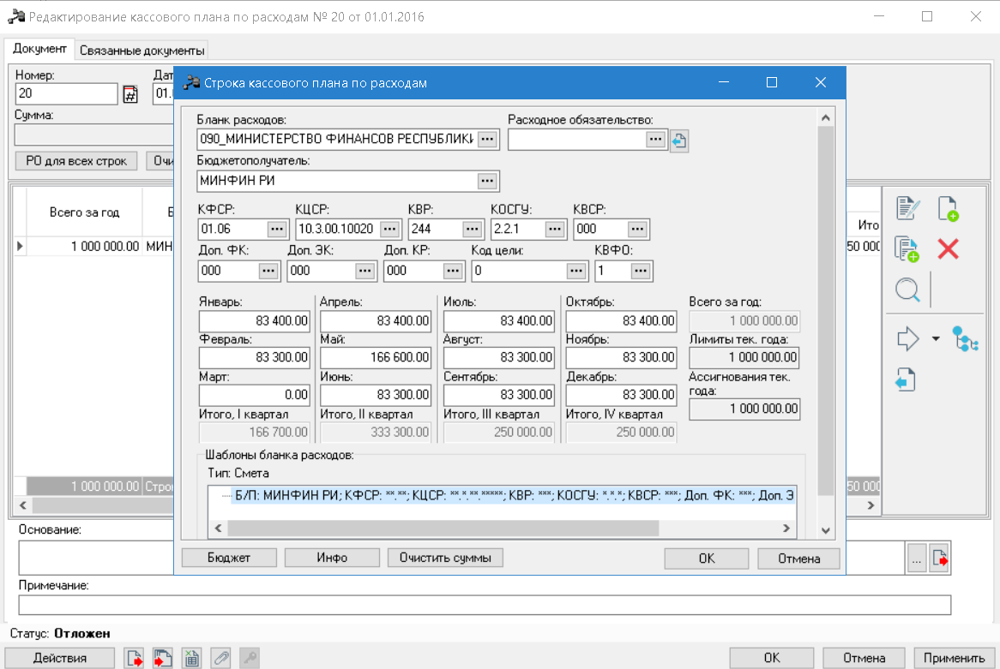 Редактирование кассового плана по расходам № 20 от 01.01.2016
Документ Связанные документы
Номер:
20
Сумма:
РО для всех строк
Всего за год
Ито
1 000 000.00 МИН 50 000
1 000 000.00 Стро 50 000
Строка кассового плана по расходам
Бланк расходов: Расходное обязательство:
090_МИНИСТЕРСТВО ФИНАНСОВ РЕСПУБЛИКИ ...
Бюджетополучатель:
МИНФИН РИ
КФСР: КЦСР: КВР: КОСГУ: КВСР:
01.06 10.3.00.10020 244 2.2.1 000
Доп. ФК: Доп. ЭК: Доп. КР: Код цели: КВФО:
000 000 000 0 1
Январь: Апрель: Июль: Октябрь: Всего за год:
83 400.00 83 400.00 83 400.00 83 400.00 1 000 000.00
Февраль: Май: Август: Ноябрь: Лимиты тек. года:
83 300.00 166 600.00 83 300.00 83 300.00 1 000 000.00
Март: Июнь: Сентябрь: Декабрь: Ассигнования тек.
года:
0.00 83 300.00 83 300.00 83 300.00 1 000 000.00
Итого, I квартал Итого, II квартал Итого, III квартал Итого, IV квартал
166 700.00 333 300.00 250 000.00 250 000.00
Шаблоны бланка расходов:
Тип: Смета
Б/П: МИНФИН РИ; КФСР: **.**; КЦСР: **.*.**.*****; КВР: ***; КОСГУ: *.*.*; КВСР: ***; Доп. ФК: ***; Доп. Э
Бюджет Инфо Очистить суммы ОК Отмена
Основание:
...
Примечание:
Статус: Отложен
Действия ОК Отмена Применить